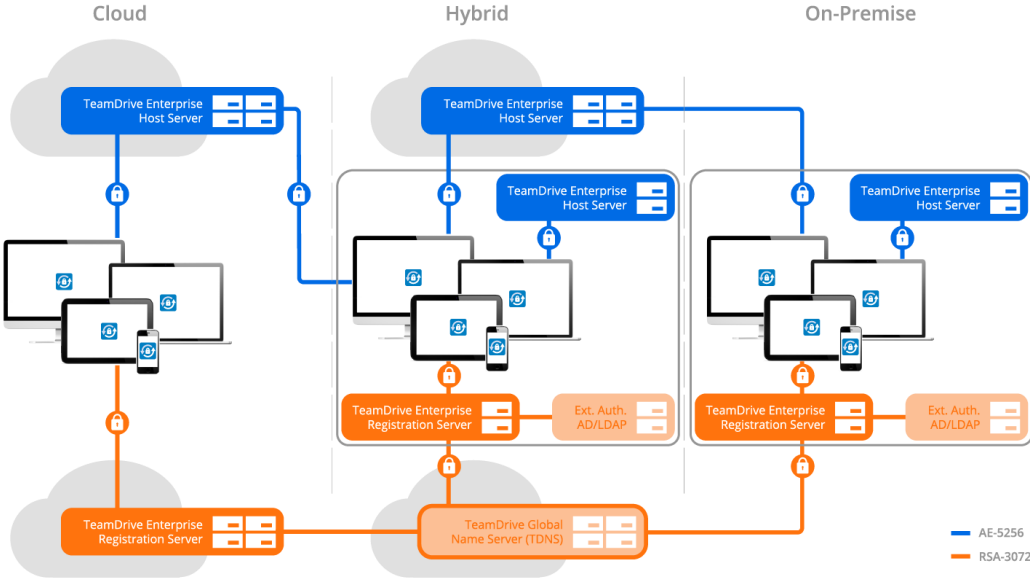 Cloud
Hybrid
On-Premise
TeamDrive Enterprise
Host Server
TeamDrive Enterprise
Host Server
TeamDrive Enterprise
Host Server
TeamDrive Enterprise
Host Server
TeamDrive Enterprise
Registration Server
Ext. Auth.
AD/LDAP
TeamDrive Enterprise
Registration Server
Ext. Auth.
AD/LDAP
TeamDrive Enterprise
Registration Server
TeamDrive Global
Name Server (TDNS)
AE-5256
RSA-3072